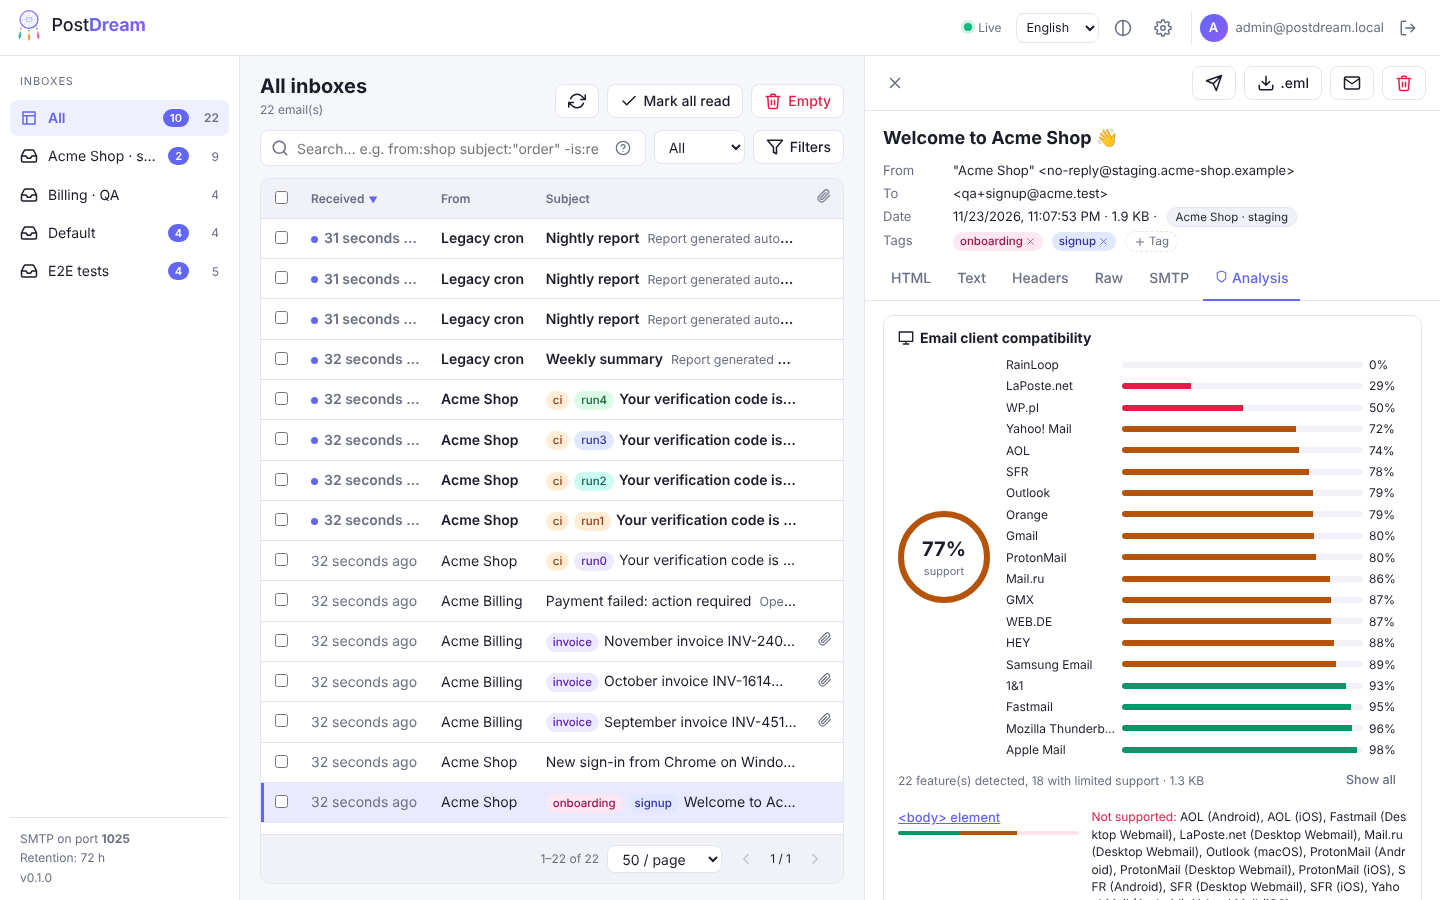 PostDream
Live
English
A
admin@postdream.local
INBOXES
All 10 22
Acme Shop · s... 2 9
Billing · QA 4
Default 4 4
E2E tests 4 5
SMTP on port 1025
Retention: 72 h
v0.1.0
All inboxes
22 email(s)
Mark all read
Empty
Search... e.g. from:shop subject:"order" -is:re
All
Filters
Received ▼ From Subject
31 seconds ... Legacy cron Nightly report Report generated auto...
31 seconds ... Legacy cron Nightly report Report generated auto...
31 seconds ... Legacy cron Nightly report Report generated auto...
32 seconds ... Legacy cron Weekly summary Report generated ...
32 seconds ... Acme Shop ci run4 Your verification code is...
32 seconds ... Acme Shop ci run3 Your verification code is...
32 seconds ... Acme Shop ci run2 Your verification code is...
32 seconds ... Acme Shop ci run1 Your verification code is ...
32 seconds ago Acme Shop ci run0 Your verification code is ...
32 seconds ago Acme Billing Payment failed: action required Ope...
32 seconds ago Acme Billing invoice November invoice INV-240...
32 seconds ago Acme Billing invoice October invoice INV-1614...
32 seconds ago Acme Billing invoice September invoice INV-451...
32 seconds ago Acme Shop New sign-in from Chrome on Windo...
32 seconds ago Acme Shop onboarding signup Welcome to Ac...
1–22 of 22
50 / page
1 / 1
.eml
Welcome to Acme Shop 👋
From "Acme Shop" <no-reply@staging.acme-shop.example>
To <qa+signup@acme.test>
Date 11/23/2026, 11:07:53 PM · 1.9 KB · Acme Shop · staging
Tags onboarding × signup × + Tag
HTML Text Headers Raw SMTP Analysis
Email client compatibility
77%
support
RainLoop 0%
LaPoste.net 29%
WP.pl 50%
Yahoo! Mail 72%
AOL 74%
SFR 78%
Outlook 79%
Orange 79%
Gmail 80%
ProtonMail 80%
Mail.ru 86%
GMX 87%
WEB.DE 87%
HEY 88%
Samsung Email 89%
1&1 93%
Fastmail 95%
Mozilla Thunderb... 96%
Apple Mail 98%
22 feature(s) detected, 18 with limited support · 1.3 KB
Show all
<body> element
Not supported: AOL (Android), AOL (iOS), Fastmail (Des
ktop Webmail), LaPoste.net (Desktop Webmail), Mail.ru
(Desktop Webmail), Outlook (macOS), ProtonMail (Andr
oid), ProtonMail (Desktop Webmail), ProtonMail (iOS), S
FR (Android), SFR (Desktop Webmail), SFR (iOS), Yaho